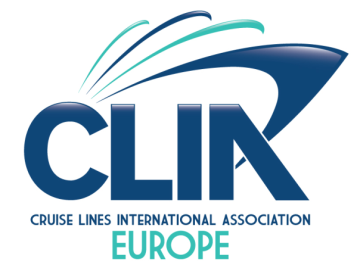 CLIA
CRUISE LINES INTERNATIONAL ASSOCIATION
EUROPE